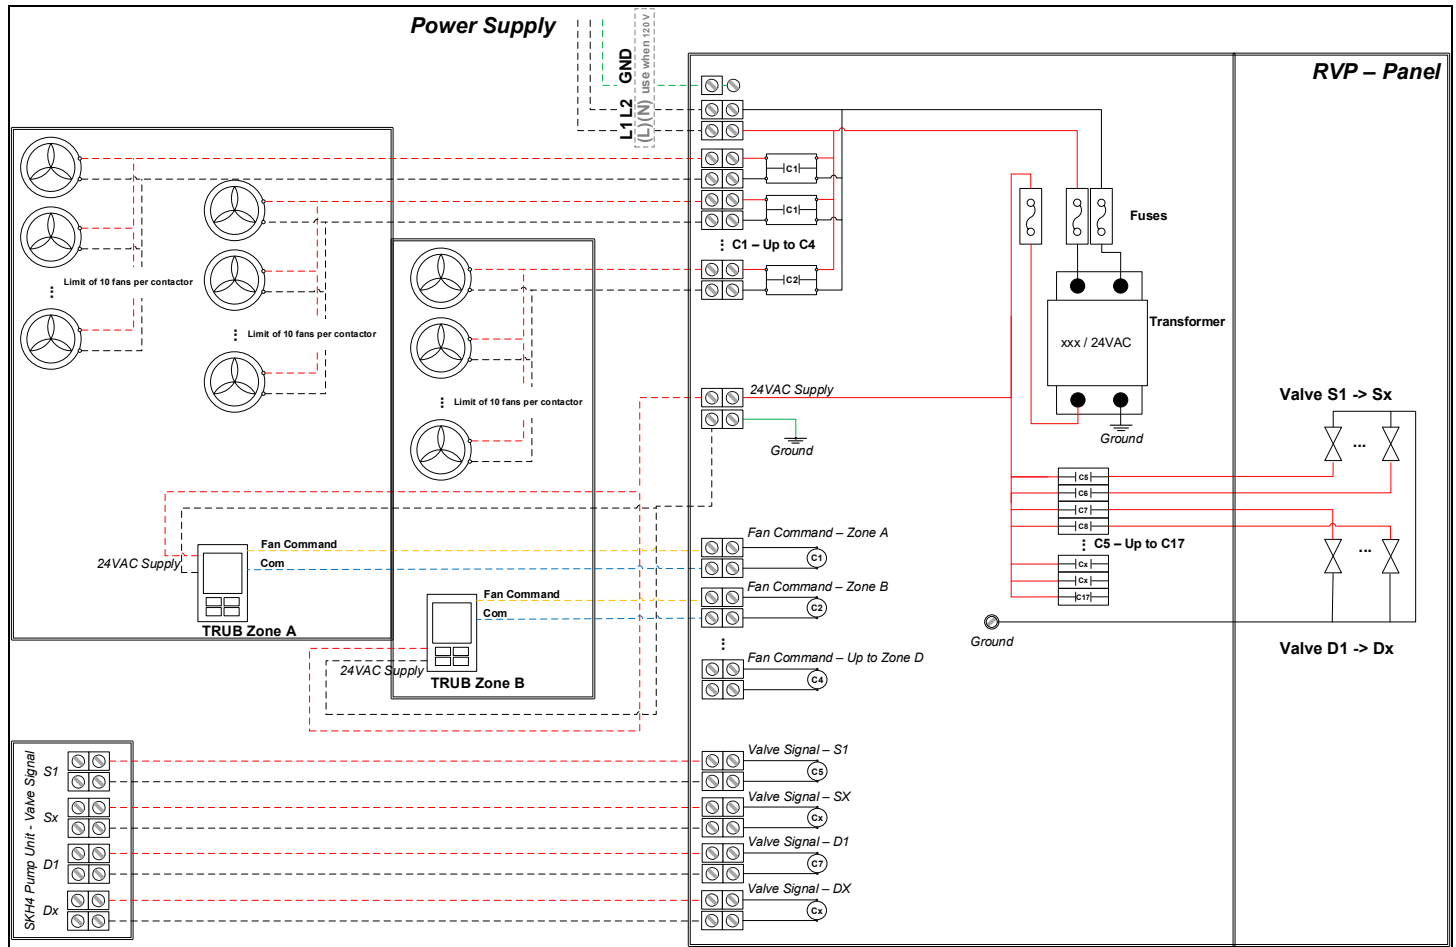 Power Supply
GND
L1 L2
(L)(N) use when 120 V
RVP – Panel
C1
C1
C1 – Up to C4
C2
Fuses
Transformer
xxx / 24VAC
Ground
Limit of 10 fans per contactor
Limit of 10 fans per contactor
Limit of 10 fans per contactor
24VAC Supply
Ground
Valve S1 -> Sx
...
C5
C6
C7
C8
C5 – Up to C17
Cx
Cx
C17
...
Ground
Valve D1 -> Dx
Fan Command
Com
24VAC Supply
TRUB Zone A
Fan Command
Com
24VAC Supply
TRUB Zone B
Fan Command – Zone A
C1
Fan Command – Zone B
C2
Fan Command – Up to Zone D
C4
SKH4 Pump Unit - Valve Signal
S1
Sx
D1
Dx
Valve Signal – S1
C5
Valve Signal – SX
Cx
Valve Signal – D1
C7
Valve Signal – DX
Cx